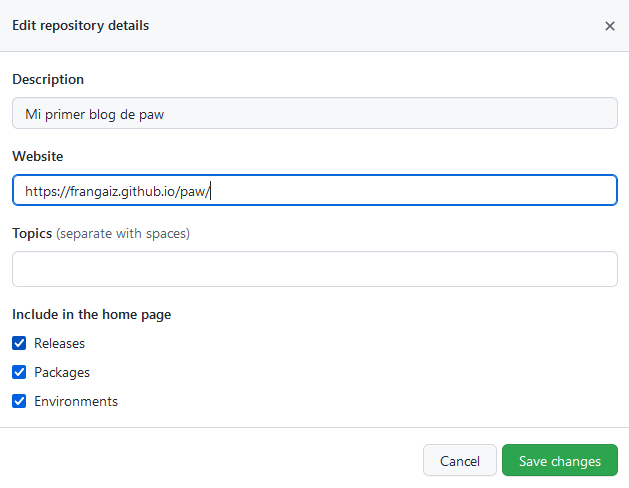 Edit repository details
Description
Mi primer blog de paw
Website
https://frangaiz.github.io/paw/
Topics (separate with spaces)
Include in the home page
Releases
Packages
Environments
Cancel Save changes